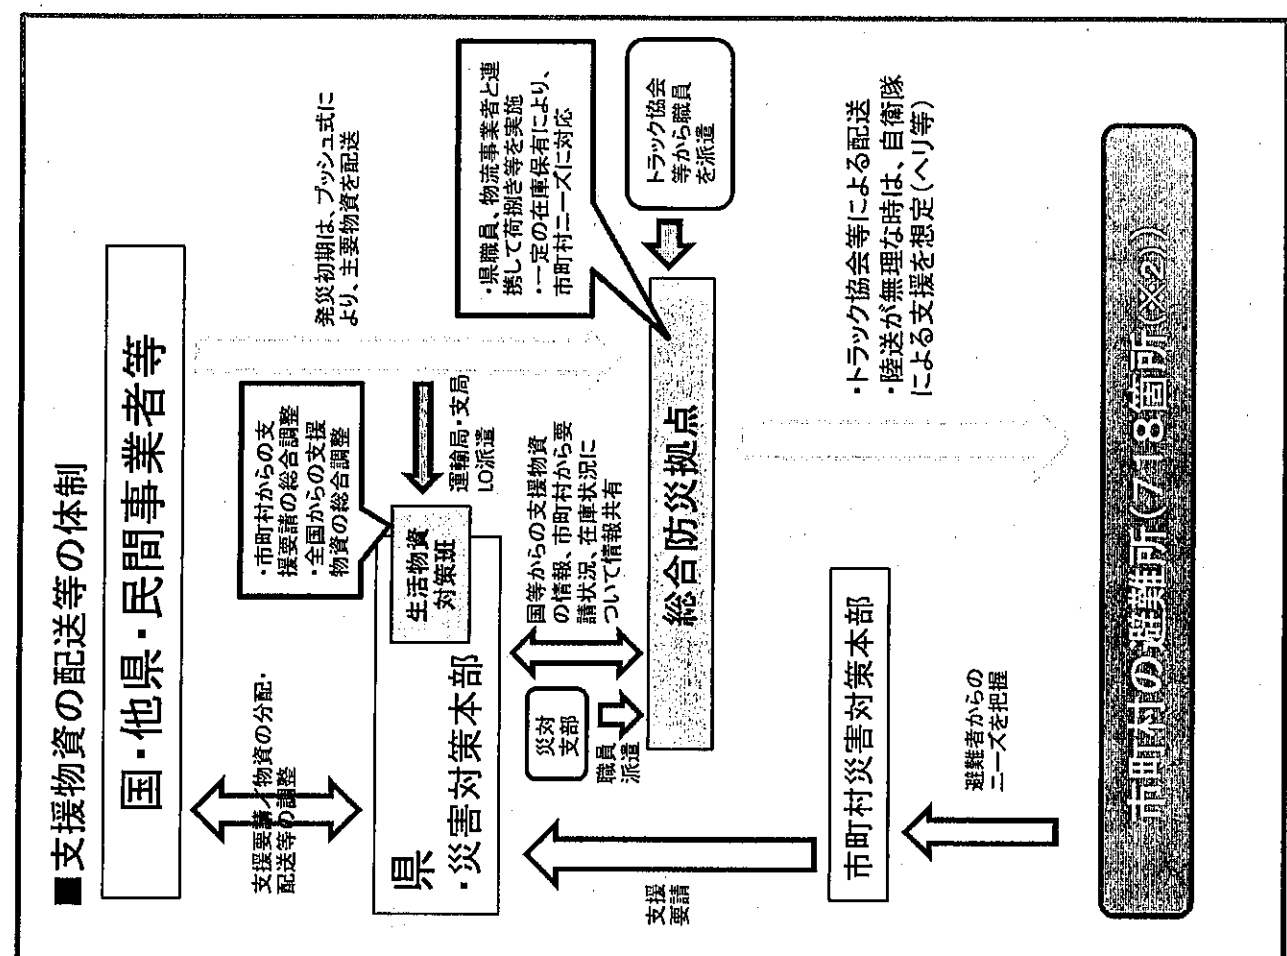 ■支援物資の配送等の体制
国・他県・民間事業者等
支援要請/物資の分配・
配送等の調整
・市町村からの支
援要請の総合調整
・全国からの支援
物資の総合調整
発災初期は、プッシュ式に
より、主要物資を配送
県
・災害対策本部
生活物資
対策班
運輸局・支局
LO派遣
・県職員、物流事業者と連
携して荷捌き等を実施
・一定の在庫保有により、
市町村ニーズに対応
災対
支部
職員
派遣
国等からの支援物資
の情報、市町村から要
請状況、在庫状況に
ついて情報共有
トラック協会
等から職員
を派遣
総合防災拠点
支援
要請
市町村災害対策本部
・トラック協会等による配送
・陸送が無理な時は、自衛隊
による支援を想定(ヘリ等)
避難者からの
ニーズを把握
市町村の避難所(718箇所(※2))